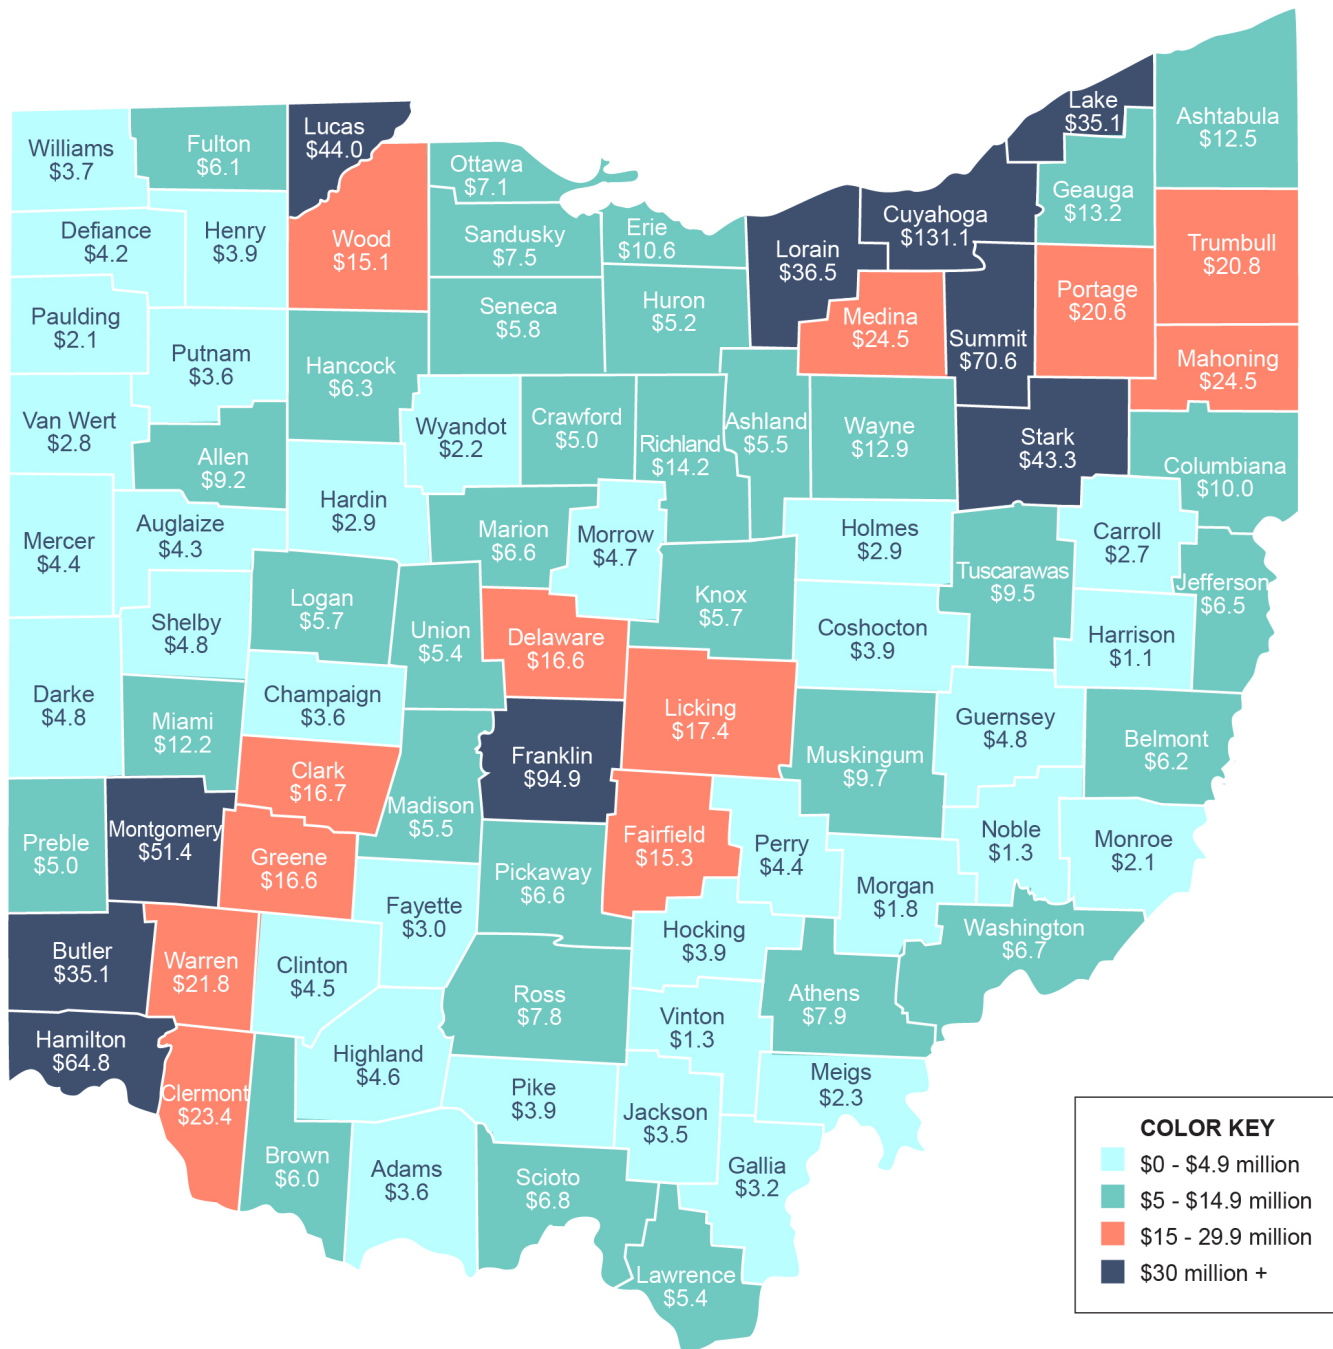 Williams
$3.7
Fulton
$6.1
Lucas
$44.0
Wood
$15.1
Ottawa
$7.1
Lake
$35.1
Ashtabula
$12.5
Geauga
$13.2
Cuyahoga
$131.1
Defiance
$4.2
Henry
$3.9
Sandusky
$7.5
Erie
$10.6
Lorain
$36.5
Trumbull
$20.8
Paulding
$2.1
Putnam
$3.6
Hancock
$6.3
Seneca
$5.8
Huron
$5.2
Medina
$24.5
Summit
$70.6
Portage
$20.6
Mahoning
$24.5
Van Wert
$2.8
Allen
$9.2
Wyandot
$2.2
Crawford
$5.0
Richland
$14.2
Ashland
$5.5
Wayne
$12.9
Stark
$43.3
Columbiana
$10.0
Mercer
$4.4
Auglaize
$4.3
Hardin
$2.9
Marion
$6.6
Morrow
$4.7
Holmes
$2.9
Tuscarawas
$9.5
Carroll
$2.7
Jefferson
$6.5
Shelby
$4.8
Logan
$5.7
Union
$5.4
Delaware
$16.6
Knox
$5.7
Coshocton
$3.9
Harrison
$1.1
Darke
$4.8
Miami
$12.2
Champaign
$3.6
Licking
$17.4
Guernsey
$4.8
Belmont
$6.2
Clark
$16.7
Madison
$5.5
Franklin
$94.9
Muskingum
$9.7
Preble
$5.0
Montgomery
$51.4
Greene
$16.6
Fayette
$3.0
Pickaway
$6.6
Fairfield
$15.3
Perry
$4.4
Morgan
$1.8
Noble
$1.3
Monroe
$2.1
Butler
$35.1
Warren
$21.8
Clinton
$4.5
Ross
$7.8
Hocking
$3.9
Athens
$7.9
Washington
$6.7
Hamilton
$64.8
Clermont
$23.4
Highland
$4.6
Pike
$3.9
Vinton
$1.3
Jackson
$3.5
Meigs
$2.3
Brown
$6.0
Adams
$3.6
Scioto
$6.8
Gallia
$3.2
Lawrence
$5.4
COLOR KEY
$0 - $4.9 million
$5 - $14.9 million
$15 - 29.9 million
$30 million +